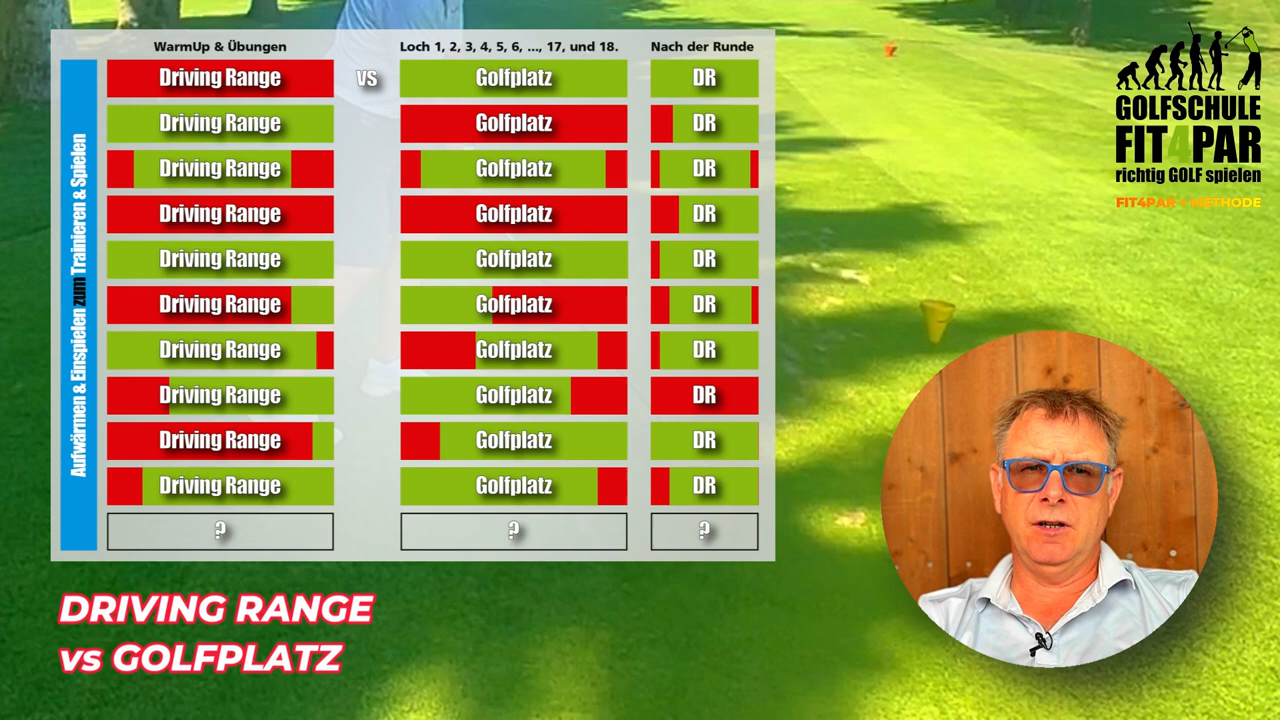 WarmUp & Übungen
Loch 1, 2, 3, 4, 5, 6, ..., 17, und 18.
Nach der Runde
Aufwärmen & Einspielen zum Trainieren & Spielen
Driving Range vs Golfplatz DR
Driving Range Golfplatz DR
Driving Range Golfplatz DR
Driving Range Golfplatz DR
Driving Range Golfplatz DR
Driving Range Golfplatz DR
Driving Range Golfplatz DR
Driving Range Golfplatz DR
Driving Range Golfplatz DR
Driving Range Golfplatz DR
? ? ?
DRIVING RANGE
vs GOLFPLATZ
GOLFSCHULE
FIT4PAR
richtig GOLF spielen
FIT4PAR + METHODE